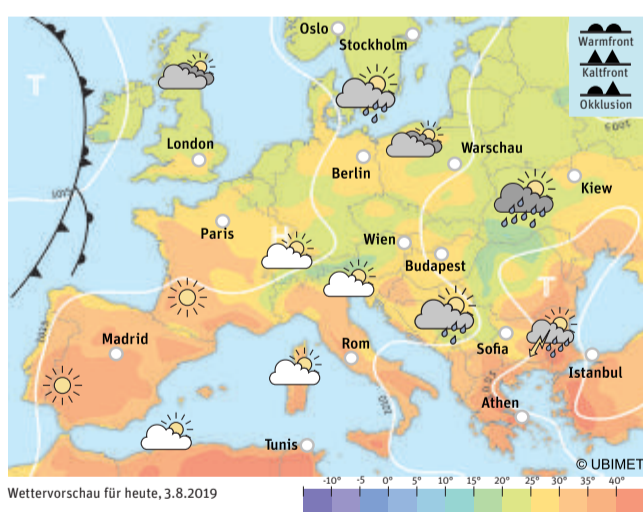 Oslo
Stockholm
Warmfront
Kaltfront
Okklusion
T
London
Berlin
Warschau
Kiew
Paris
H
Wien
Budapest
T
Madrid
Rom
Sofia
Istanbul
Athen
Tunis
© UBIMET
Wettervorschau für heute, 3.8.2019
-10° -5 0° 5° 10° 15° 20° 25° 30° 35° 40°